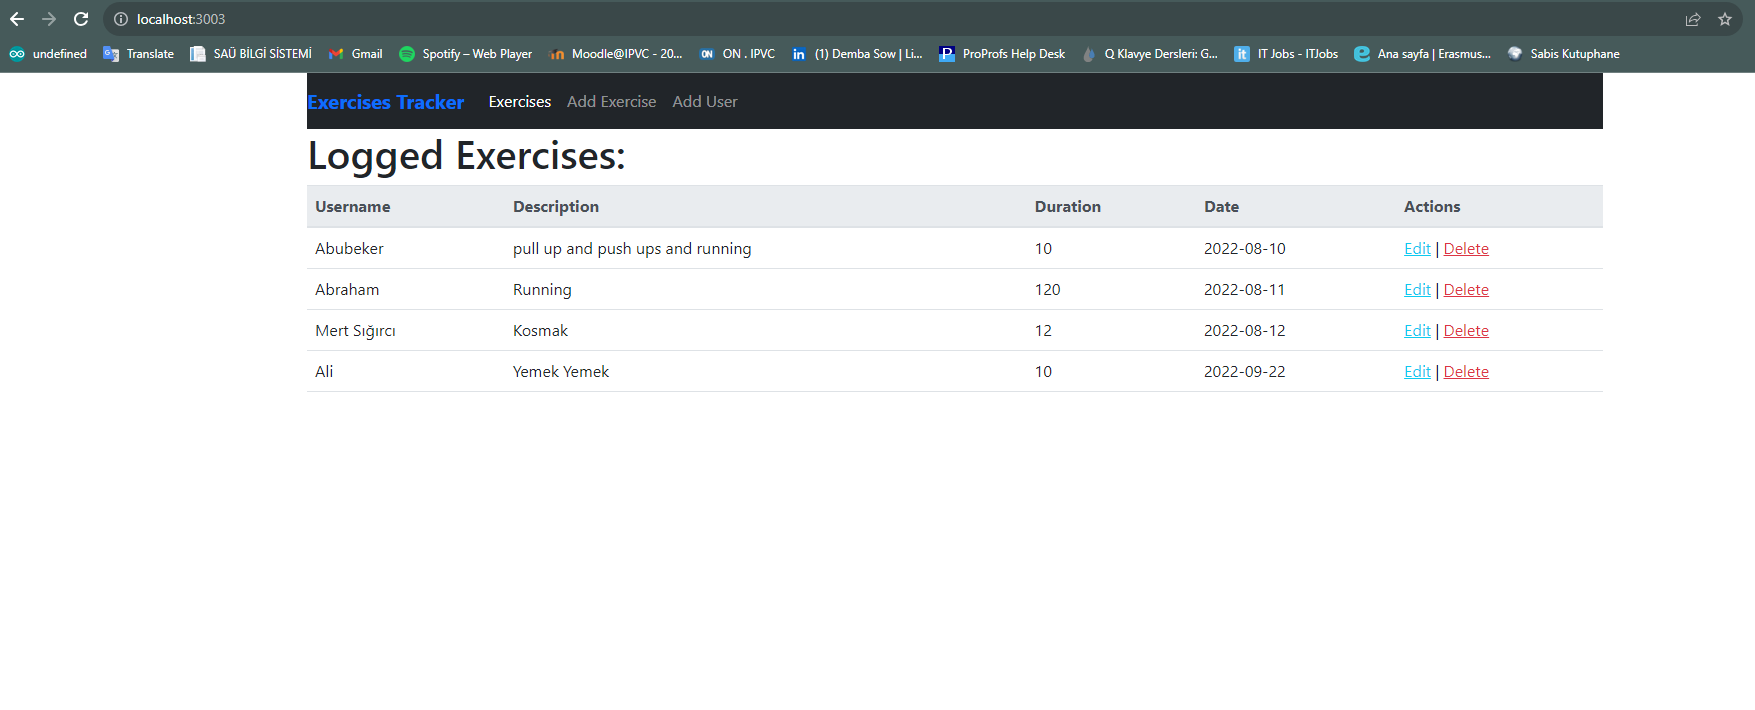 localhost:3003
undefined Translate SAÜ BİLGİ SİSTEMİ Gmail Spotify – Web Player Moodle@IPVC - 20... ON ON . IPVC in (1) Demba Sow | Li... P ProProfs Help Desk Q Klavye Dersleri: G... it IT Jobs - ITJobs Ana sayfa | Erasmus... Sabis Kutuphane
Exercises Tracker Exercises Add Exercise Add User
Logged Exercises:
Username Description Duration Date Actions
Abubeker pull up and push ups and running 10 2022-08-10 Edit | Delete
Abraham Running 120 2022-08-11 Edit | Delete
Mert Sığırcı Kosmak 12 2022-08-12 Edit | Delete
Ali Yemek Yemek 10 2022-09-22 Edit | Delete